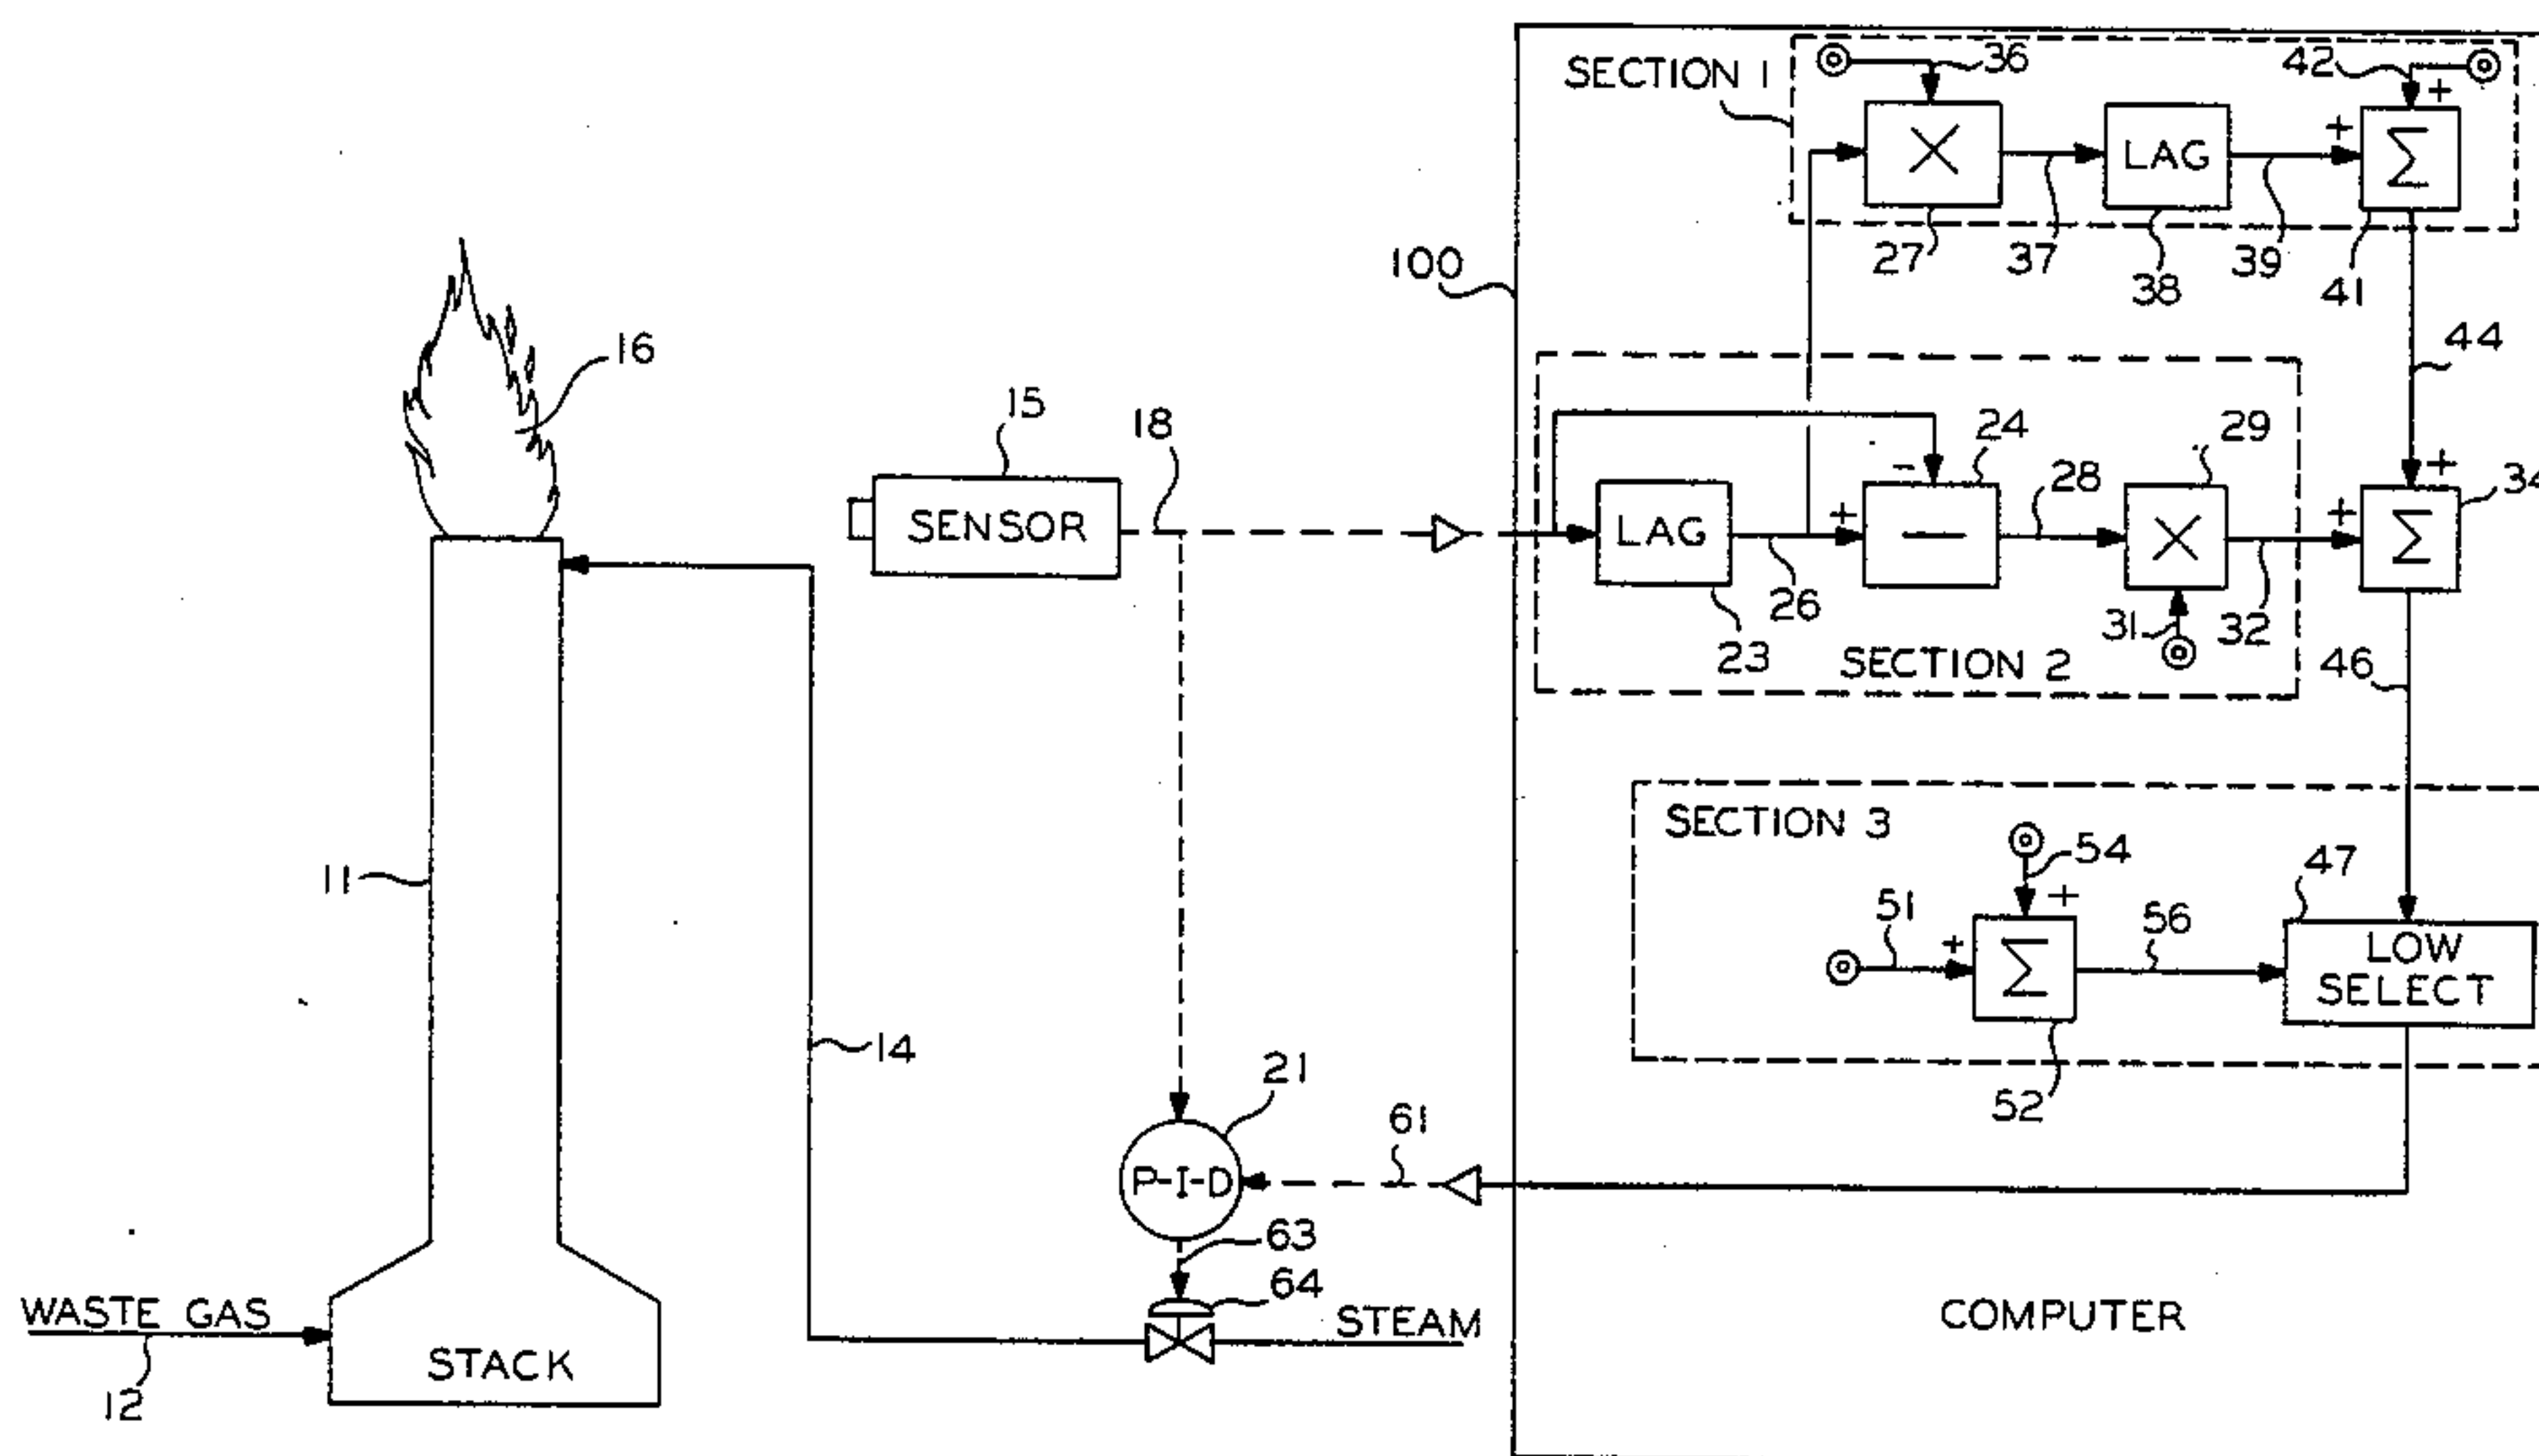 SECTION 1
36
42
+
+
X
LAG
Σ
27
37
38
39
41
100
44
16
15
18
24
29
SENSOR
-
+
28
+
+
34
LAG
—
X
Σ
26
31
32
23
SECTION 2
46
SECTION 3
54
47
11
51
+
+
56
LOW
SELECT
Σ
14
21
52
61
P-I-D
63
64
WASTE GAS
STEAM
COMPUTER
STACK
12